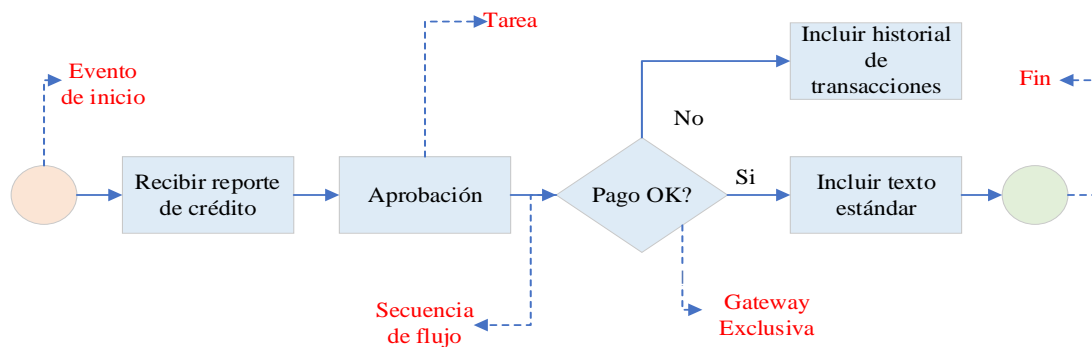 Tarea
Incluir historial
de
transacciones
Evento
de inicio
Fin
No
Recibir reporte
de crédito
Aprobación
Pago OK?
Si
Incluir texto
estándar
Secuencia
de flujo
Gateway
Exclusiva